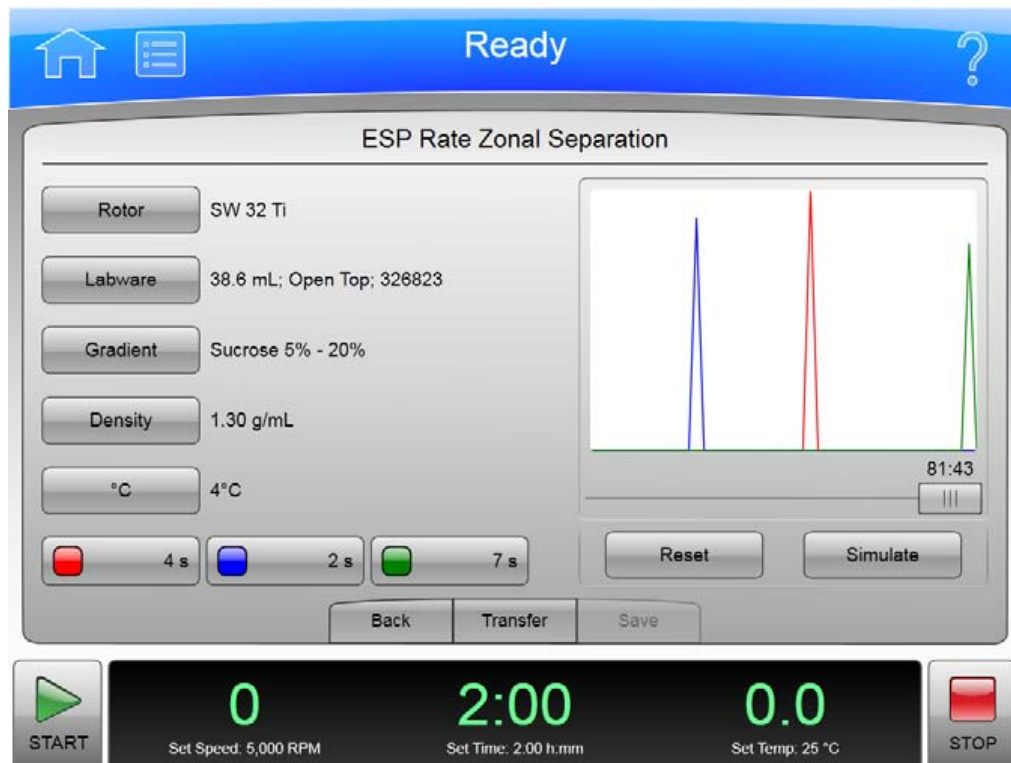 Ready
?
ESP Rate Zonal Separation
Rotor SW 32 Ti
Labware 38.6 mL; Open Top; 326823
Gradient Sucrose 5% - 20%
Density 1.30 g/mL
°C 4°C
4 s 2 s 7 s
81:43
Reset Simulate
Back Transfer Save
START
0 2:00 0.0
Set Speed: 5,000 RPM Set Time: 2.00 h:mm Set Temp: 25 °C
STOP